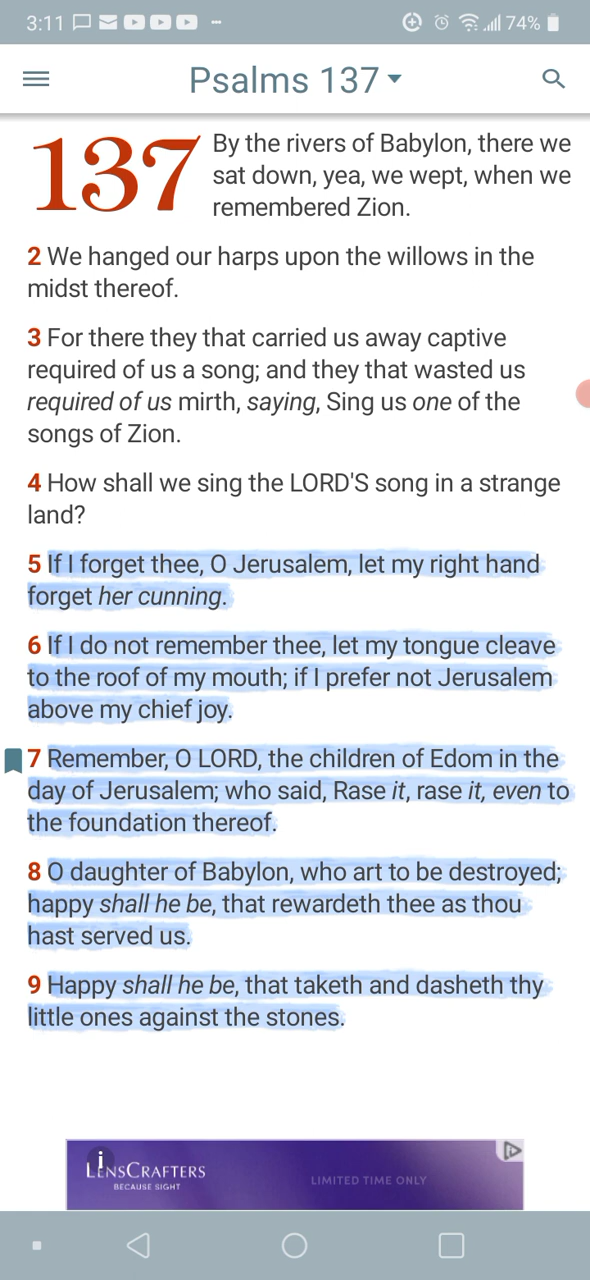 3:11
74%
Psalms 137
137 By the rivers of Babylon, there we
sat down, yea, we wept, when we
remembered Zion.
2 We hanged our harps upon the willows in the
midst thereof.
3 For there they that carried us away captive
required of us a song; and they that wasted us
required of us mirth, saying, Sing us one of the
songs of Zion.
4 How shall we sing the LORD'S song in a strange
land?
5 If I forget thee, O Jerusalem, let my right hand
forget her cunning.
6 If I do not remember thee, let my tongue cleave
to the roof of my mouth; if I prefer not Jerusalem
above my chief joy.
7 Remember, O LORD, the children of Edom in the
day of Jerusalem; who said, Rase it, rase it, even to
the foundation thereof.
8 O daughter of Babylon, who art to be destroyed;
happy shall he be, that rewardeth thee as thou
hast served us.
9 Happy shall he be, that taketh and dasheth thy
little ones against the stones.
LENSCRAFTERS
BECAUSE SIGHT
LIMITED TIME ONLY